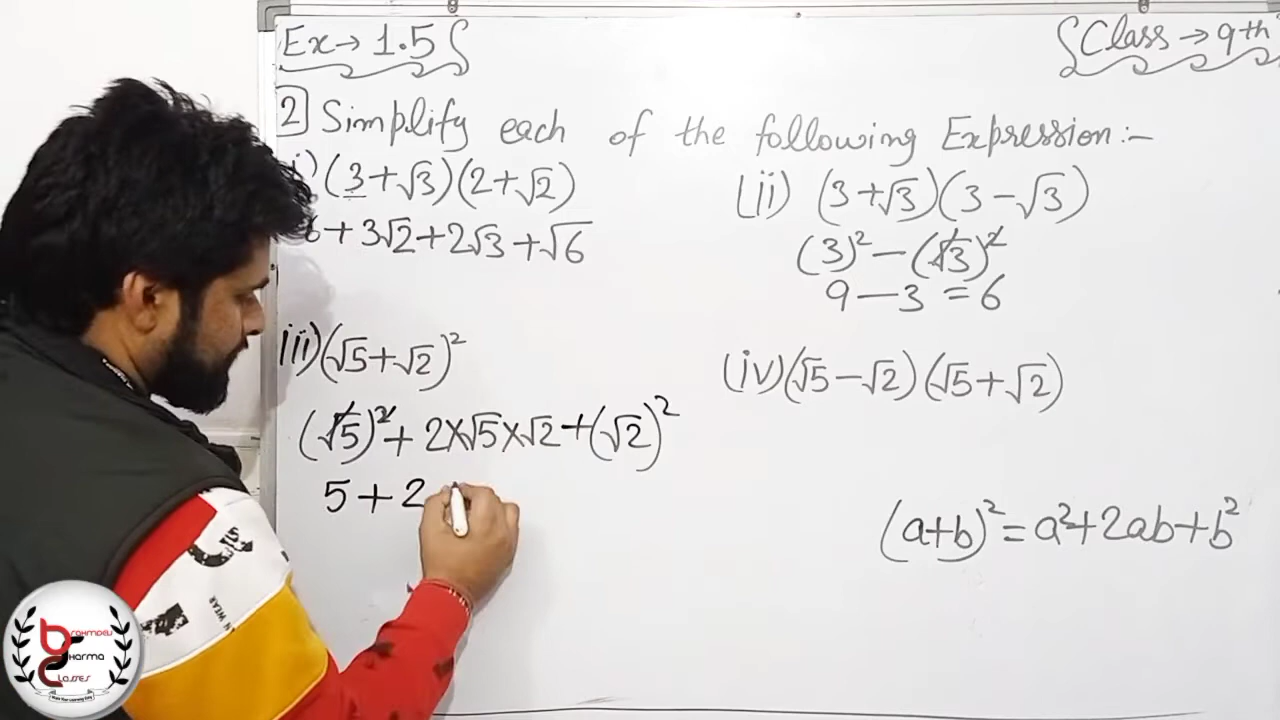 Ex→1.5
Class→9th
2 Simplify each of the following Expression:-
i) (3+√3)(2+√2)
6+3√2+2√3+√6
(ii) (3+√3)(3-√3)
(3)²-(√3)²
9-3=6
iii) (√5+√2)²
(√5)²+2×√5×√2+(√2)²
5+2
(iv) (√5-√2)(√5+√2)
(a+b)²=a²+2ab+b²